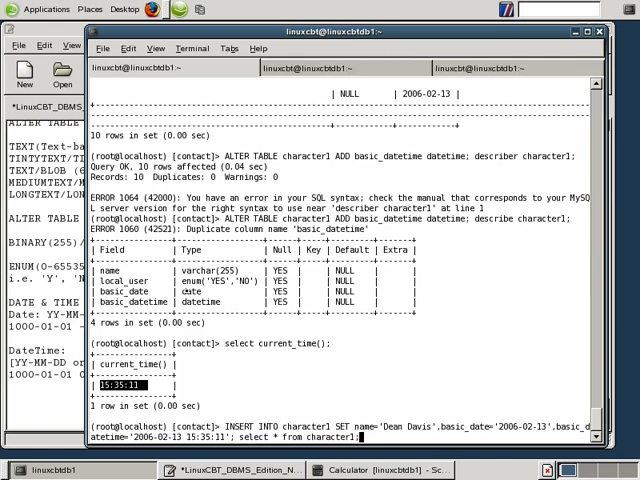 Applications Places Desktop
linuxcbt@linuxcbtdb1:~
File Edit View
File Edit View Terminal Tabs Help
New Open
linuxcbt@linuxcbtdb1:~ linuxcbt@linuxcbtdb1:~ linuxcbt@linuxcbtdb1:~
*LinuxCBT_DBMS_
ALTER TABLE
TEXT(Text-ba
TINYTEXT/TI
TEXT/BLOB (6
MEDIUMTEXT/M
LONGTEXT/LON
ALTER TABLE
BINARY(255)/
ENUM(0-6553
i.e. 'Y', 'N
DATE & TIME
Date: YY-MM-
1000-01-01 -
DateTime:
[YY-MM-DD or
1000-01-01 0
| NULL | 2006-02-13 |
10 rows in set (0.00 sec)
(root@localhost) [contact]> ALTER TABLE character1 ADD basic_datetime datetime; describer character1;
Query OK, 10 rows affected (0.04 sec)
Records: 10 Duplicates: 0 Warnings: 0
ERROR 1064 (42000): You have an error in your SQL syntax; check the manual that corresponds to your MySQ
L server version for the right syntax to use near 'describer character1' at line 1
(root@localhost) [contact]> ALTER TABLE character1 ADD basic_datetime datetime; describe character1;
ERROR 1060 (42S21): Duplicate column name 'basic_datetime'
+----------------+------------------+------+-----+---------+-------+
| Field | Type | Null | Key | Default | Extra |
+----------------+------------------+------+-----+---------+-------+
| name | varchar(255) | YES | | NULL | |
| local_user | enum('YES','NO') | YES | | NULL | |
| basic_date | date | YES | | NULL | |
| basic_datetime | datetime | YES | | NULL | |
+----------------+------------------+------+-----+---------+-------+
4 rows in set (0.00 sec)
(root@localhost) [contact]> select current_time();
+----------------+
| current_time() |
+----------------+
| 15:35:11 |
+----------------+
1 row in set (0.00 sec)
(root@localhost) [contact]> INSERT INTO character1 SET name='Dean Davis',basic_date='2006-02-13',basic_d
atetime='2006-02-13 15:35:11'; select * from character1;
linuxcbtdb1 *LinuxCBT_DBMS_Edition_N... Calculator [linuxcbtdb1] - Sc...